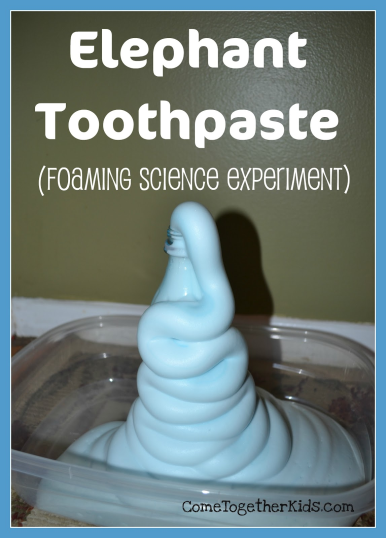 Elephant
Toothpaste
(Foaming Science Experiment)
ComeTogetherKids.com